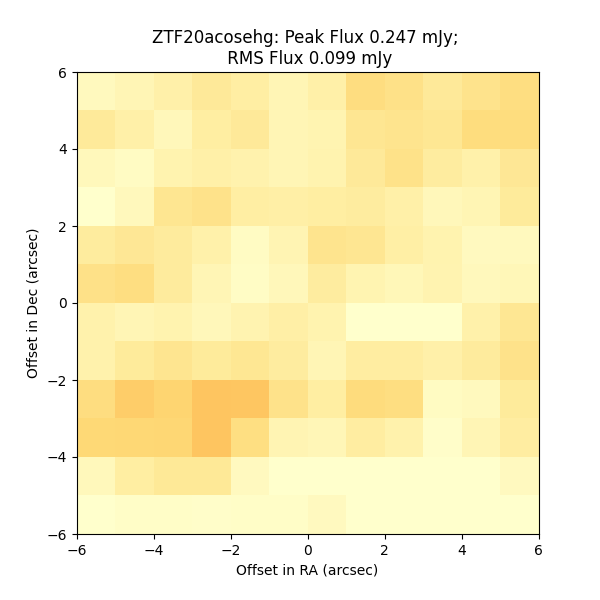 ZTF20acosehg: Peak Flux 0.247 mJy;
RMS Flux 0.099 mJy
6
4
2
0
−2
−4
−6
Offset in Dec (arcsec)
−6 −4 −2 0 2 4 6
Offset in RA (arcsec)